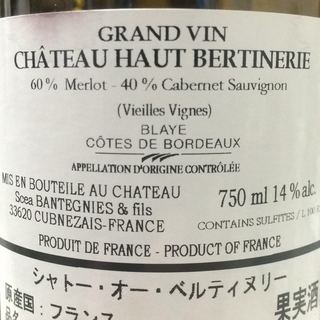 GRAND VIN
CHÂTEAU HAUT BERTINERIE
60% Merlot - 40% Cabernet Sauvignon
(Vieilles Vignes)
BLAYE
CÔTES DE BORDEAUX
APPELLATION D'ORIGINE CONTRÔLÉE
MIS EN BOUTEILE AU CHATEAU
Scea BANTEGNIES & fils
33620 CUBNEZAIS-FRANCE
750 ml 14% alc.
CONTAINS SULFITES /
PRODUIT DE FRANCE - PRODUCT OF FRANCE
シャトー・オー・ベルティヌリー
原産国：フランス
果実酒
品名